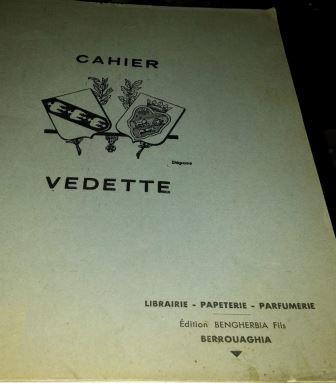 CAHIER
E-E-E
Déposé
VEDETTE
LIBRAIRIE - PAPETERIE - PARFUMERIE
Édition BENGHERBIA Fils
BERROUAGHIA